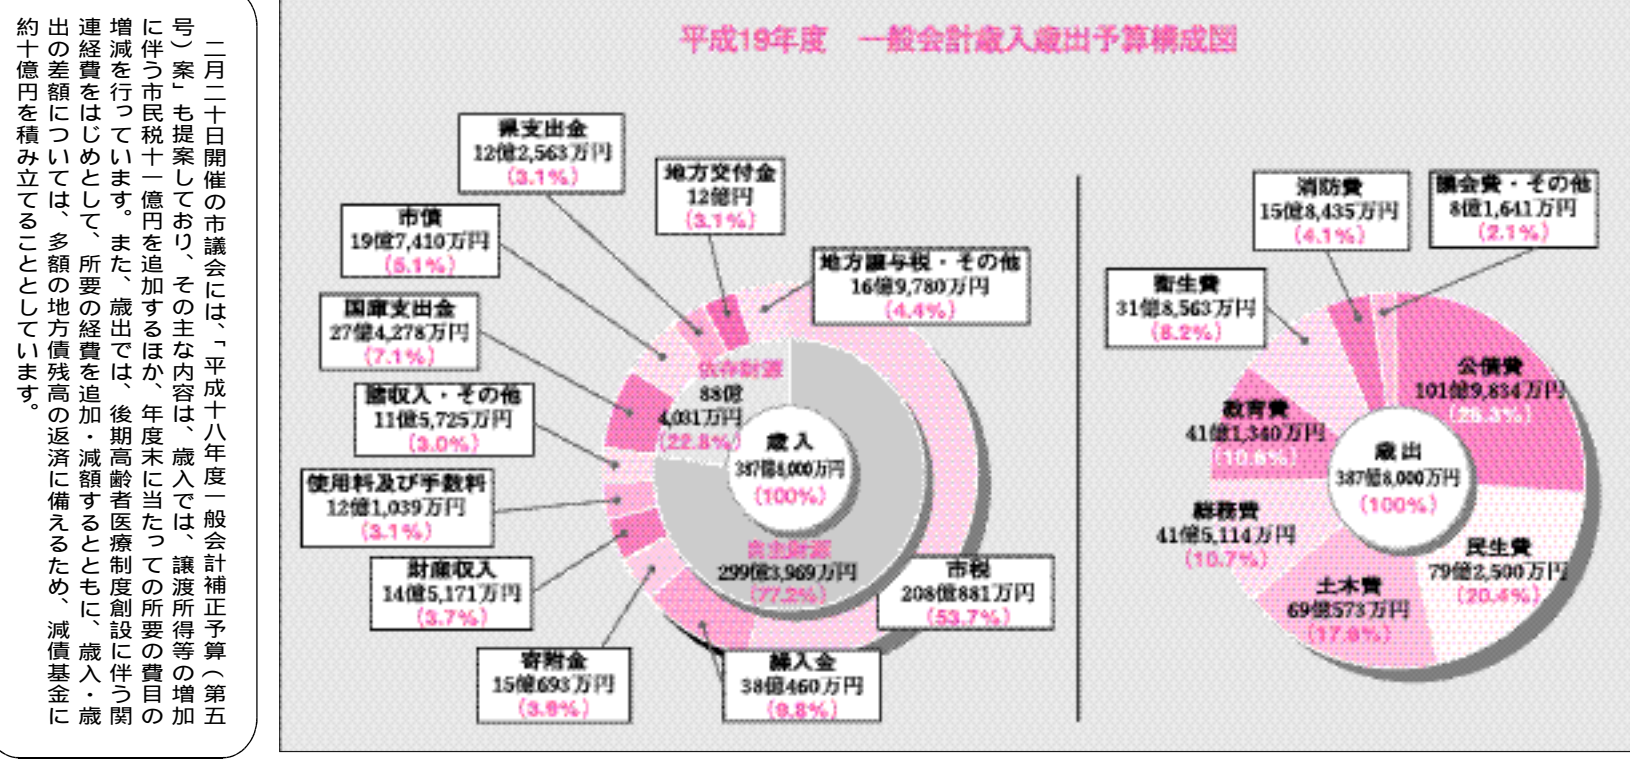 二月二十日開催の市議会には、「平成十八年度一般会計補正予算(第五
号)案」も提案しており、その主な内容は、歳入では、譲渡所得等の増加
に伴う市民税十一億円を追加するほか、年度末に当たっての所要の費目の
増減を行っています。また、歳出では、後期高齢者医療制度創設に伴う関
連経費をはじめとして、所要の経費を追加・減額するとともに、歳入・歳
出の差額については、多額の地方債残高の返済に備えるため、減債基金に
約十億円を積み立てることとしています。
平成19年度 一般会計歳入歳出予算構成図
県支出金
12億2,563万円
(3.1%)
地方交付金
12億円
(3.1%)
市債
19億7,410万円
(5.1%)
地方譲与税・その他
16億9,780万円
(4.4%)
国庫支出金
27億4,278万円
(7.1%)
諸収入・その他
11億5,725万円
(3.0%)
使用料及び手数料
12億1,039万円
(3.1%)
財産収入
14億5,171万円
(3.7%)
寄附金
15億693万円
(3.9%)
繰入金
38億460万円
(9.8%)
市税
208億881万円
(53.7%)
依存財源
88億
4,031万円
(22.8%)
歳入
387億8,000万円
(100%)
自主財源
299億3,969万円
(77.2%)
消防費
15億8,435万円
(4.1%)
議会費・その他
8億1,641万円
(2.1%)
衛生費
31億8,563万円
(8.2%)
公債費
101億9,834万円
(26.3%)
教育費
41億1,340万円
(10.6%)
歳出
387億8,000万円
(100%)
総務費
41億5,114万円
(10.7%)
民生費
79億2,500万円
(20.4%)
土木費
69億573万円
(17.8%)